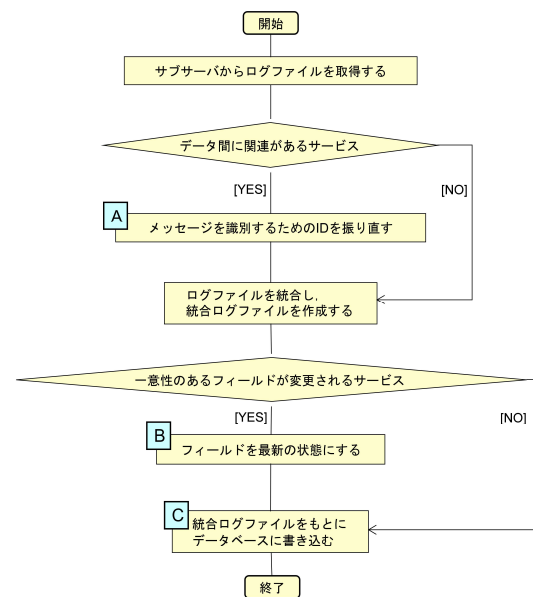 開始
サブサーバからログファイルを取得する
データ間に関連があるサービス
[YES]
[NO]
A
メッセージを識別するためのIDを振り直す
ログファイルを統合し,
統合ログファイルを作成する
一意性のあるフィールドが変更されるサービス
[YES]
[NO]
B
フィールドを最新の状態にする
C
統合ログファイルをもとに
データベースに書き込む
終了